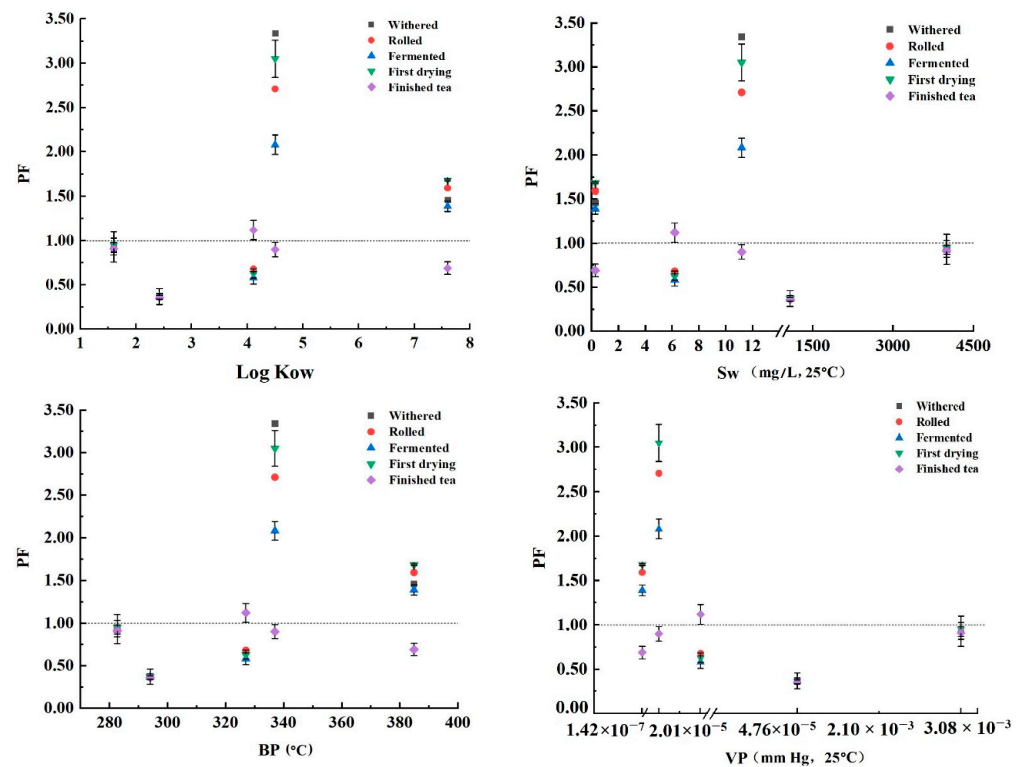 3.50
3.00
2.50
2.00
1.50
1.00
0.50
0.00
PF
1 2 3 4 5 6 7 8
Log Kow
Withered
Rolled
Fermented
First drying
Finished tea
3.50
3.00
2.50
2.00
1.50
1.00
0.50
0.00
PF
0 2 4 6 8 10 12 1500 3000 4500
Sw (mg/L, 25°C)
Withered
Rolled
Fermented
First drying
Finished tea
3.50
3.00
2.50
2.00
1.50
1.00
0.50
0.00
PF
280 300 320 340 360 380 400
BP (°C)
Withered
Rolled
Fermented
First drying
Finished tea
3.50
3.00
2.50
2.00
1.50
1.00
0.50
0.00
PF
1.42×10⁻⁷ 2.01×10⁻⁵ 4.76×10⁻⁵ 2.10 × 10⁻³ 3.08 × 10⁻³
VP (mm Hg, 25°C)
Withered
Rolled
Fermented
First drying
Finished tea